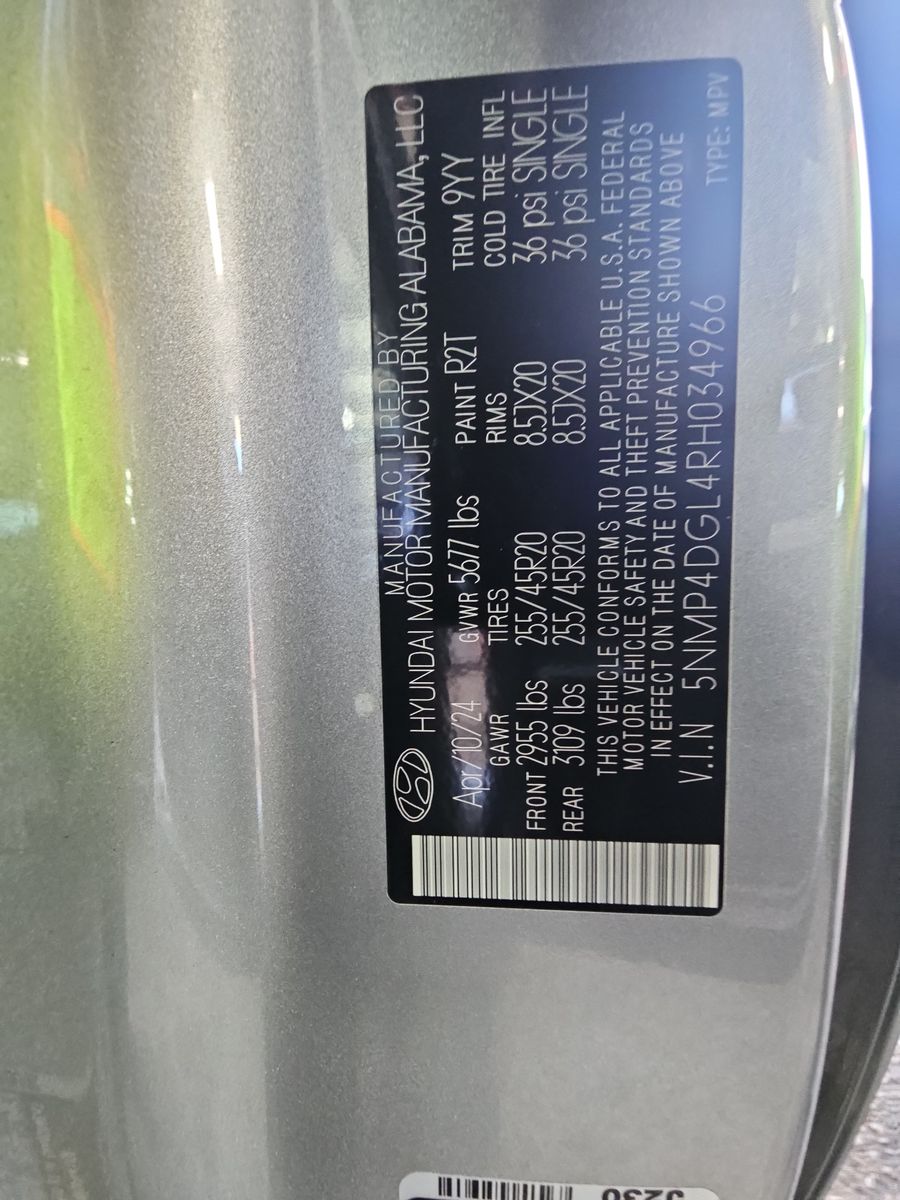 MANUFACTURED BY
HYUNDAI MOTOR MANUFACTURING ALABAMA, LLC
Apr/10/24 GVWR 5677 lbs PAINT R2T TRIM 9YY
GAWR TIRES RIMS COLD TIRE INFL
FRONT 2955 lbs 255/45R20 8.5JX20 36 psi SINGLE
REAR 3109 lbs 255/45R20 8.5JX20 36 psi SINGLE
THIS VEHICLE CONFORMS TO ALL APPLICABLE U.S.A. FEDERAL
MOTOR VEHICLE SAFETY AND THEFT PREVENTION STANDARDS
IN EFFECT ON THE DATE OF MANUFACTURE SHOWN ABOVE
V.I.N 5NMP4DGL4RH034966 TYPE: MPV